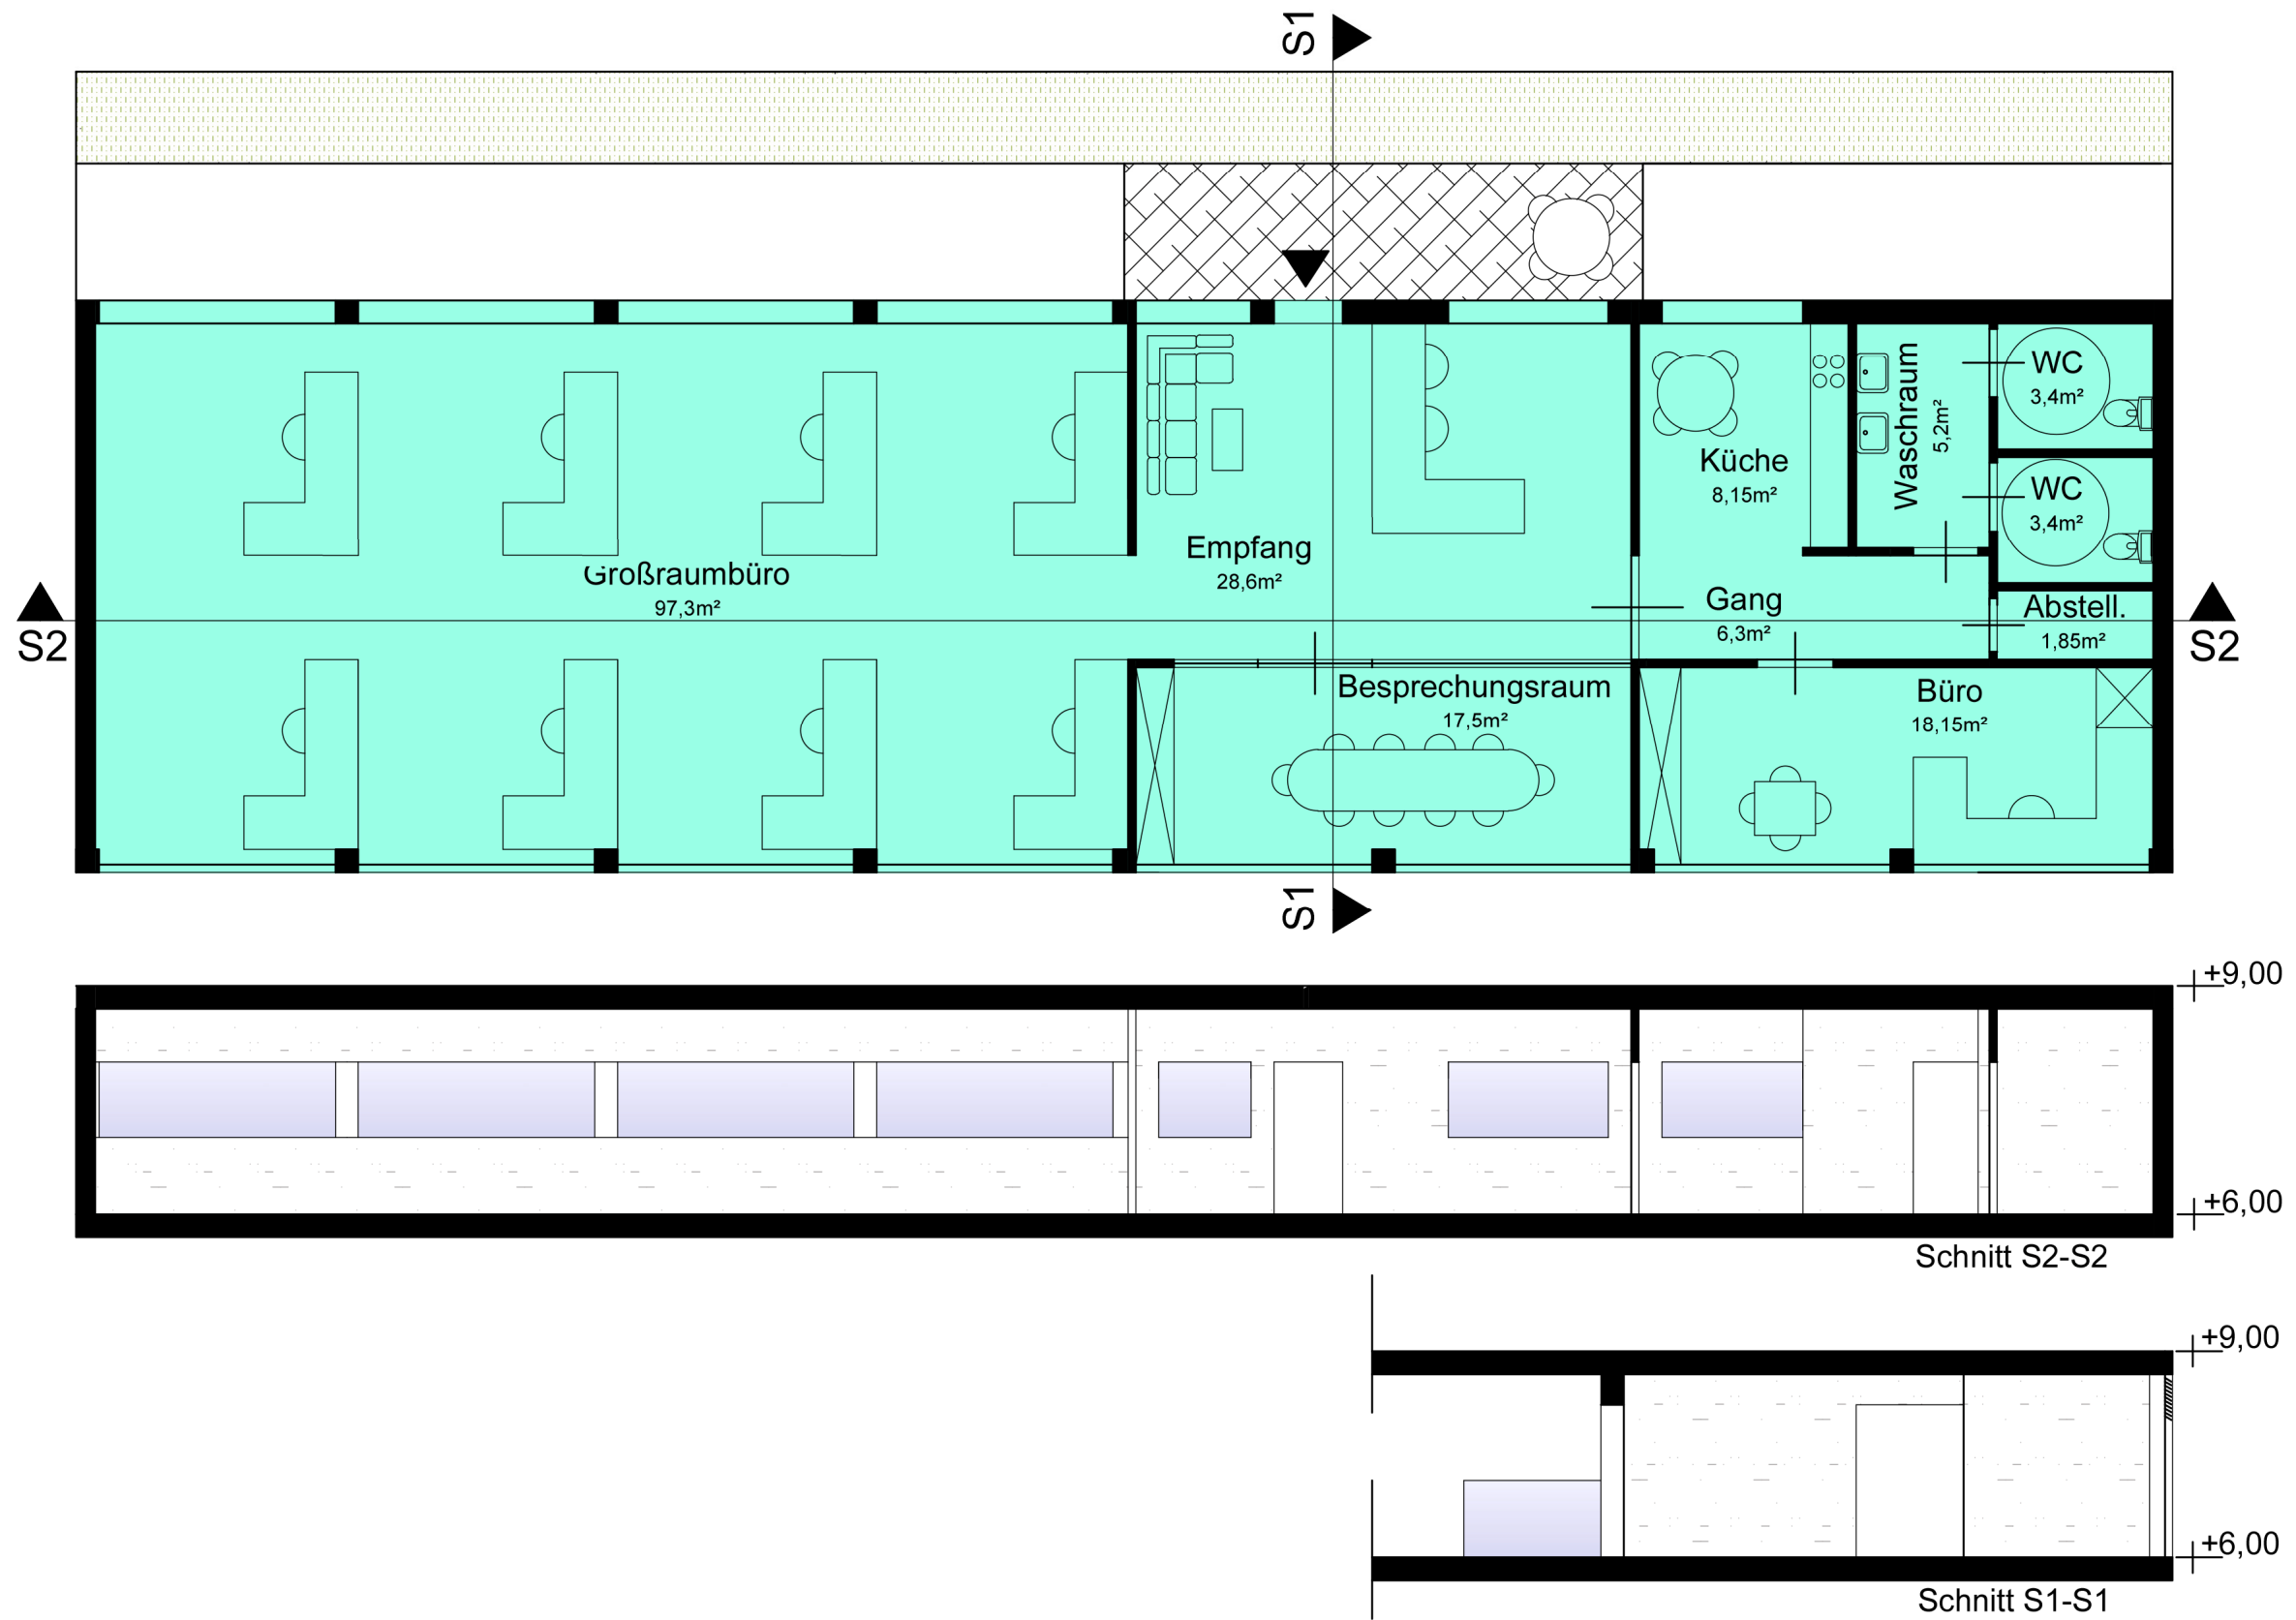 S1
WC
3,4m²
Waschraum
5,2m²
Küche
8,15m²
WC
3,4m²
Empfang
28,6m²
Großraumbüro
97,3m²
Gang
6,3m²
Abstell.
1,85m²
S2
S2
Besprechungsraum
17,5m²
Büro
18,15m²
S1
+9,00
+6,00
Schnitt S2-S2
+9,00
+6,00
Schnitt S1-S1